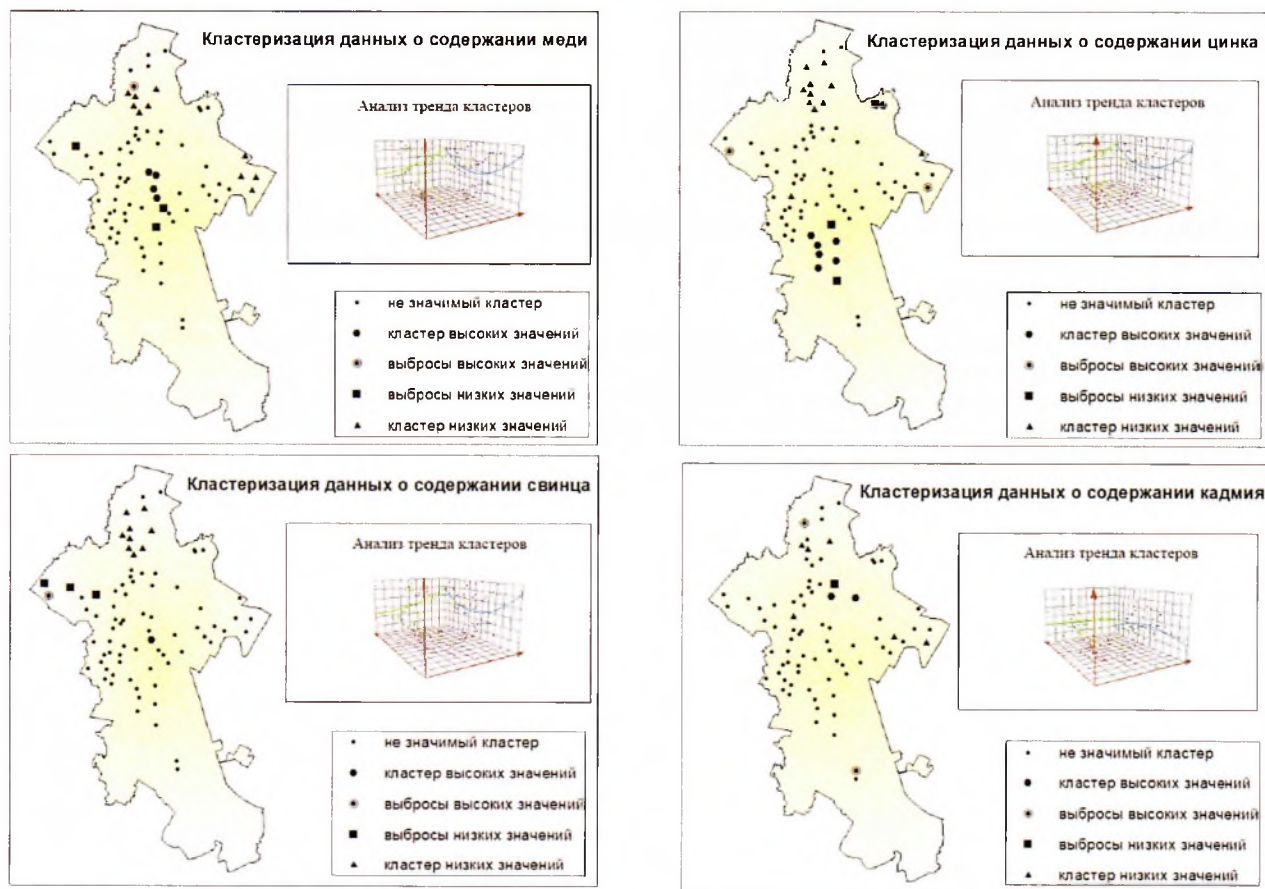 Кластеризация данных о содержании меди
Анализ тренда кластеров
не значимый кластер
кластер высоких значений
выбросы высоких значений
выбросы низких значений
кластер низких значений
Кластеризация данных о содержании цинка
Анализ тренда кластеров
не значимый кластер
кластер высоких значений
выбросы высоких значений
выбросы низких значений
кластер низких значений
Кластеризация данных о содержании свинца
Анализ тренда кластеров
не значимый кластер
кластер высоких значений
выбросы высоких значений
выбросы низких значений
кластер низких значений
Кластеризация данных о содержании кадмия
Анализ тренда кластеров
не значимый кластер
кластер высоких значений
выбросы высоких значений
выбросы низких значений
кластер низких значений